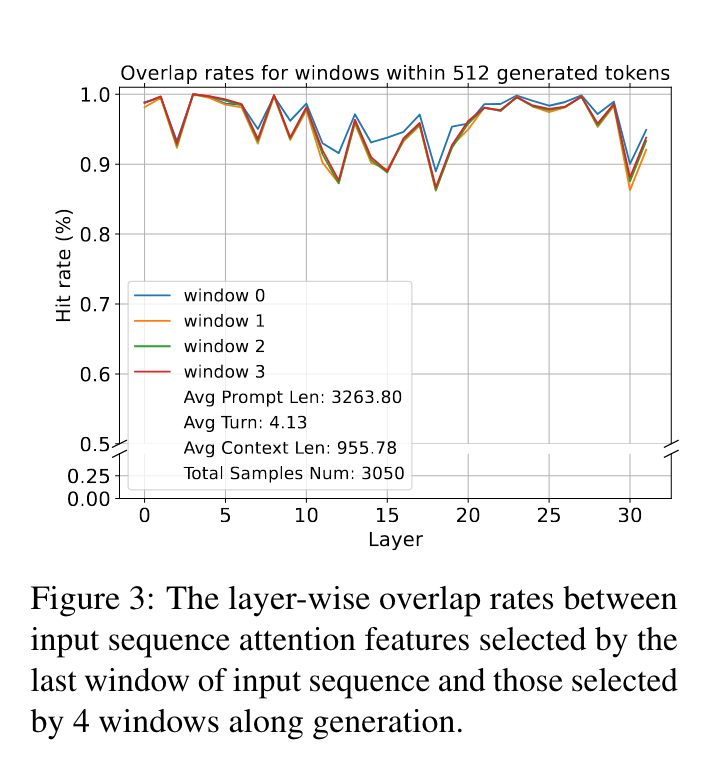 Overlap rates for windows within 512 generated tokens
Hit rate (%)
1.0
0.9
0.8
0.7
0.6
0.5
0.25
0.00
window 0
window 1
window 2
window 3
Avg Prompt Len: 3263.80
Avg Turn: 4.13
Avg Context Len: 955.78
Total Samples Num: 3050
0 5 10 15 20 25 30
Layer
Figure 3: The layer-wise overlap rates between
input sequence attention features selected by the
last window of input sequence and those selected
by 4 windows along generation.